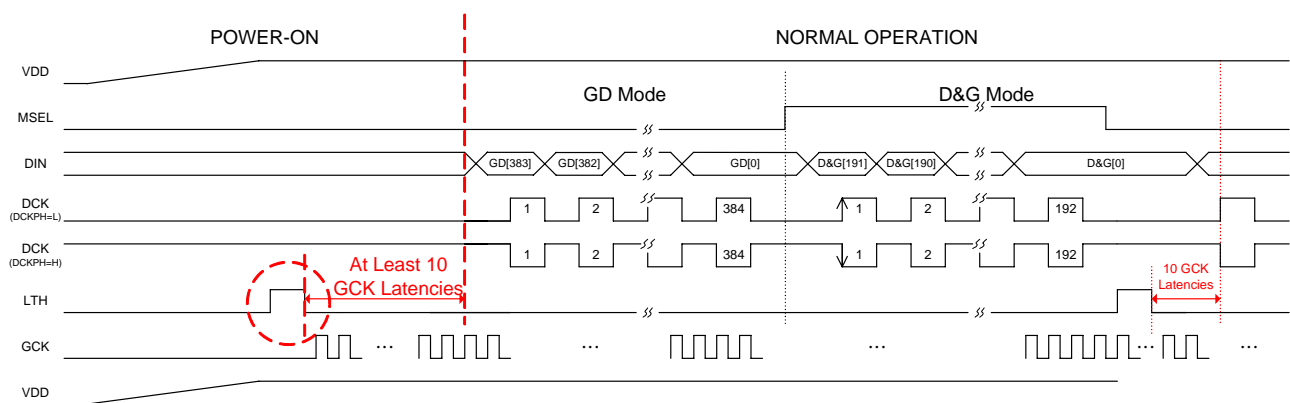 POWER-ON
NORMAL OPERATION
VDD
GD Mode
D&G Mode
MSEL
DIN
GD[383]
GD[382]
GD[0]
D&G[191]
D&G[190]
D&G[0]
DCK
(DCKPH=L)
1
2
384
1
2
192
DCK
(DCKPH=H)
1
2
384
1
2
192
At Least 10
GCK Latencies
10 GCK
Latencies
LTH
GCK
...
...
...
...
...
VDD